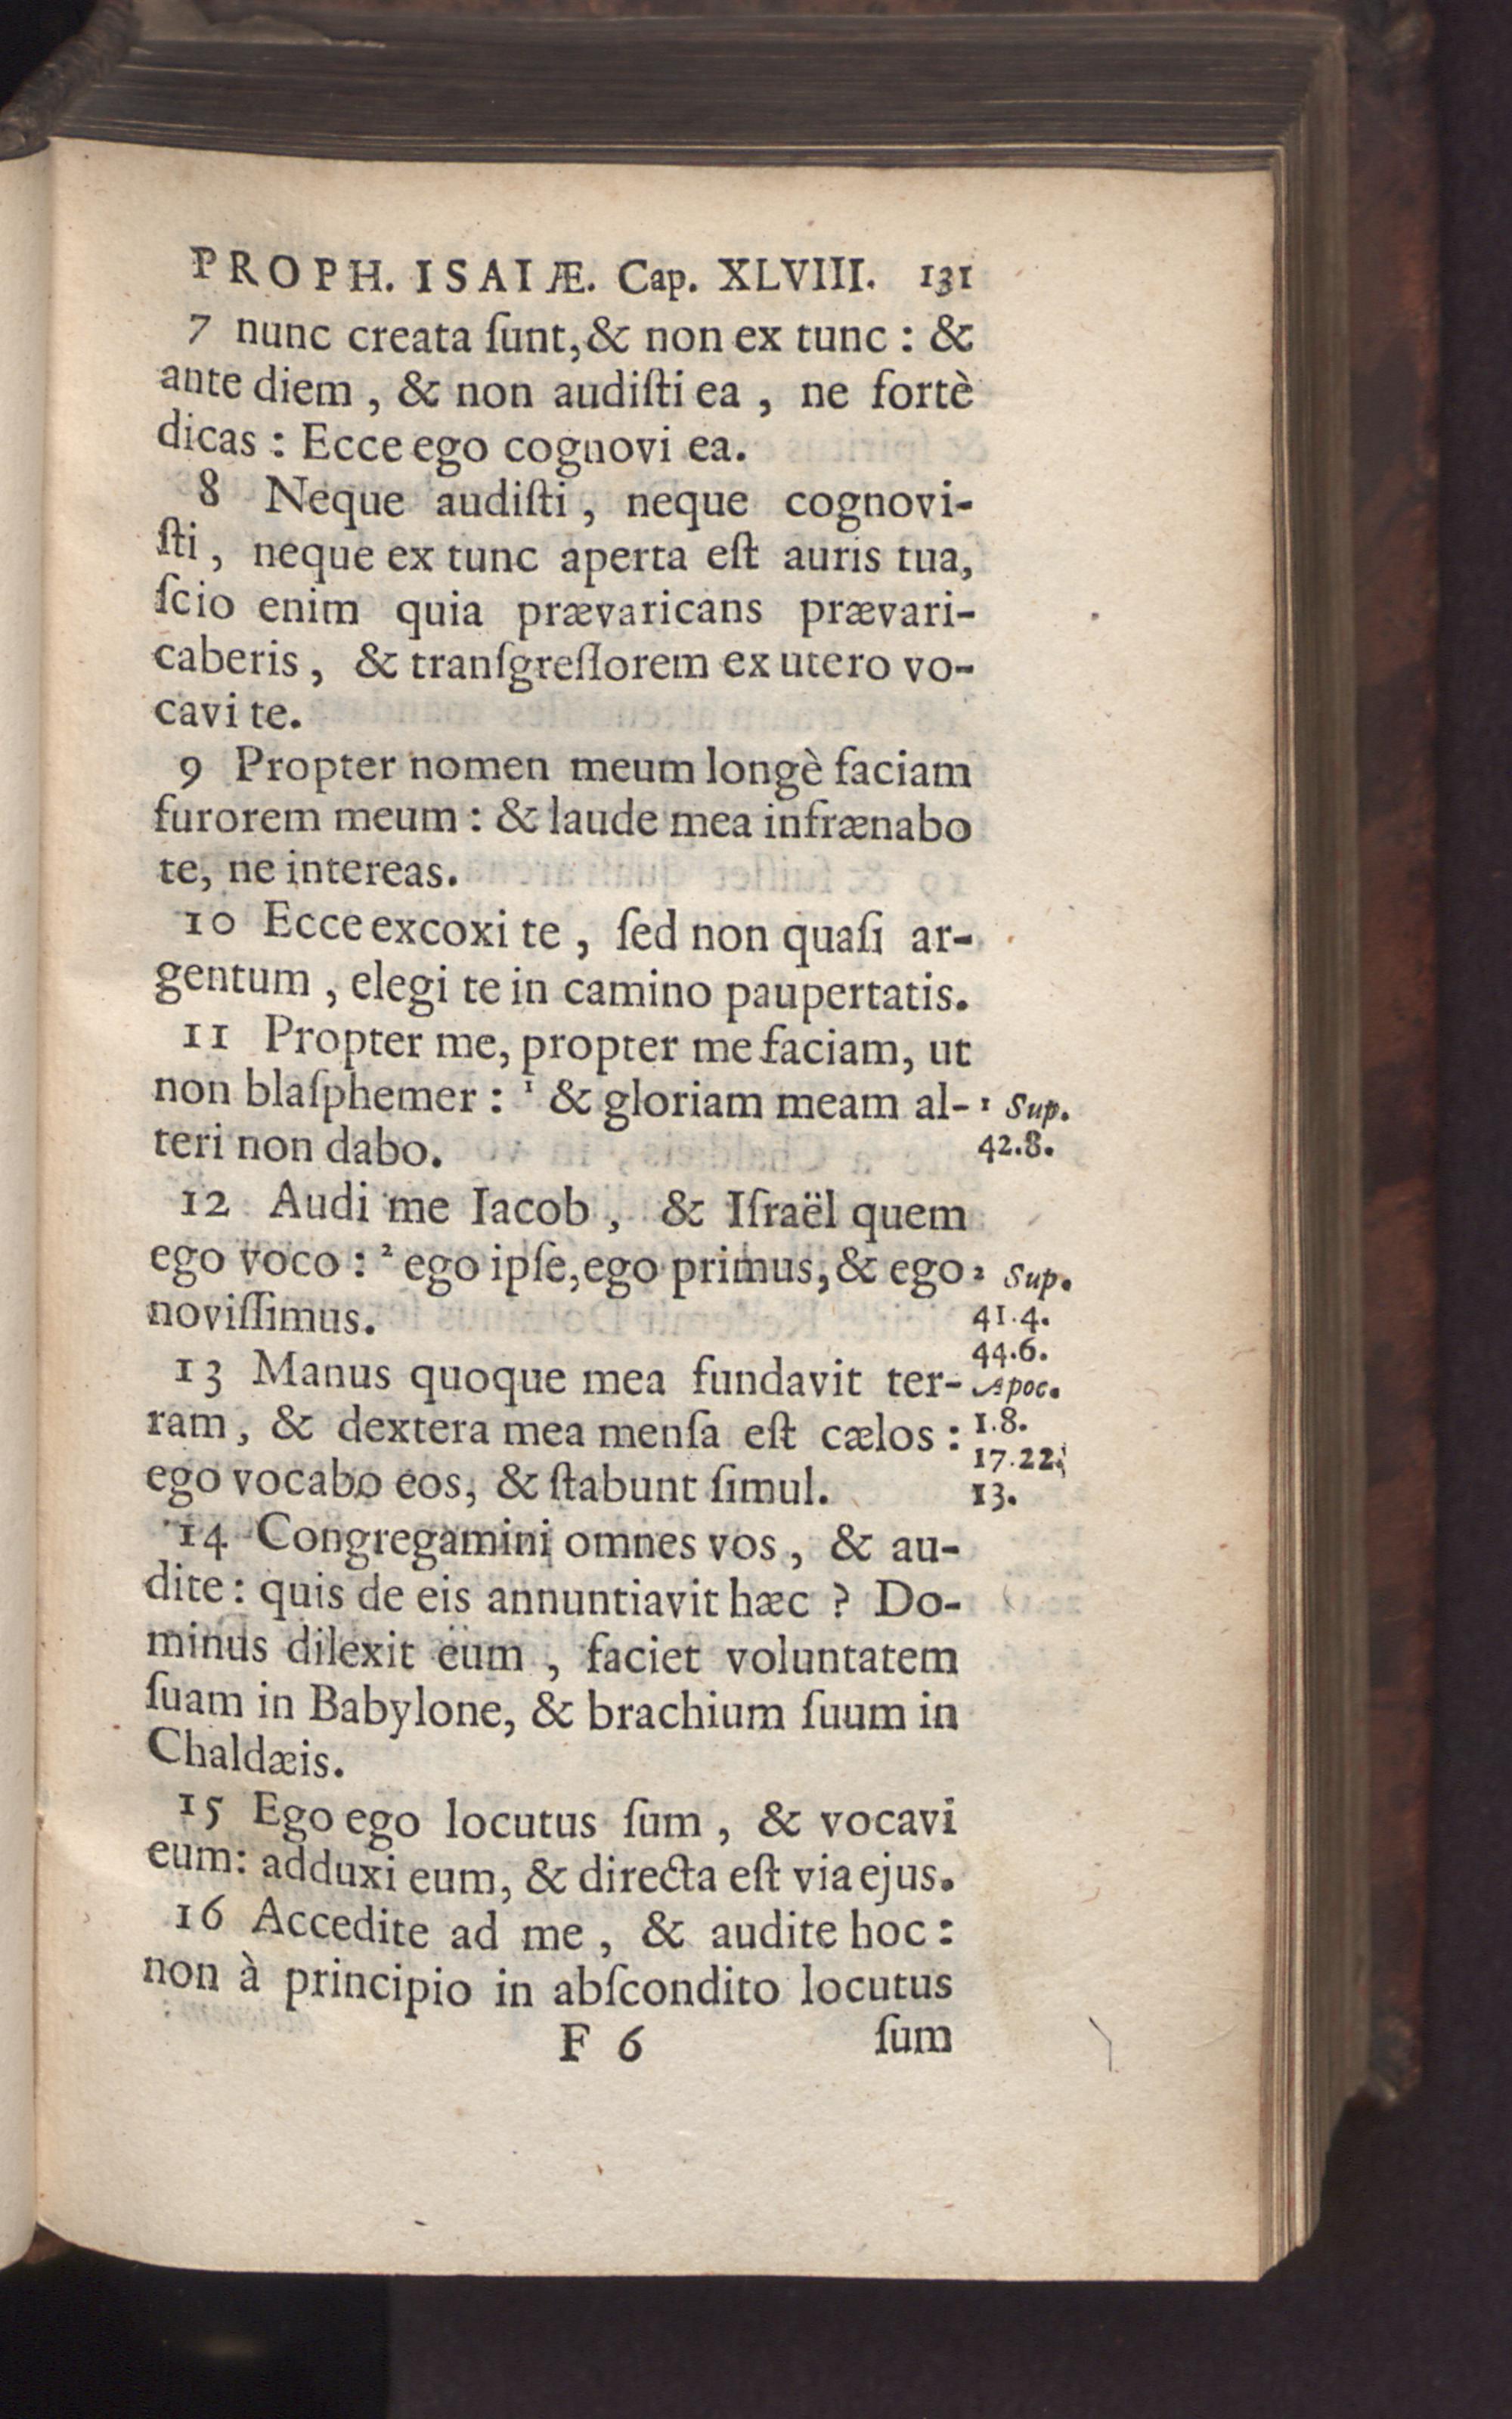 PROPH. ISAIÆ. Cap. XLVIII. 131
7 nunc creata ſunt, & non ex tunc : &
ante diem , & non audiſti ea , ne fortè
dicas : Ecce ego cognovi ea.
8 Neque audiſti , neque cognovi-
ſti , neque ex tunc aperta eſt auris tua,
ſcio enim quia prævaricans prævari-
caberis , & tranſgreſſorem ex utero vo-
cavi te.
9 Propter nomen meum longè faciam
furorem meum : & laude mea infrænabo
te, ne intereas.
10 Ecce excoxi te , ſed non quaſi ar-
gentum , elegi te in camino paupertatis.
11 Propter me, propter me faciam, ut
non blaſphemer : ¹ & gloriam meam al-
teri non dabo.
12 Audi me Iacob , & Iſraël quem
ego voco : ² ego ipſe, ego primus, & ego
noviſſimus.
13 Manus quoque mea fundavit ter-
ram , & dextera mea menſa eſt cælos :
ego vocabo eos, & ſtabunt ſimul.
14 Congregamini omnes vos , & au-
dite : quis de eis annuntiavit hæc ? Do-
minus dilexit eum , faciet voluntatem
ſuam in Babylone, & brachium ſuum in
Chaldæis.
15 Ego ego locutus ſum , & vocavi
eum: adduxi eum, & directa eſt via ejus.
16 Accedite ad me , & audite hoc :
non à principio in abſcondito locutus
F 6 ſum
¹ Sup.
42.8.
² Sup.
41.4.
44.6.
Apoc.
1.8.
17.22.
13.